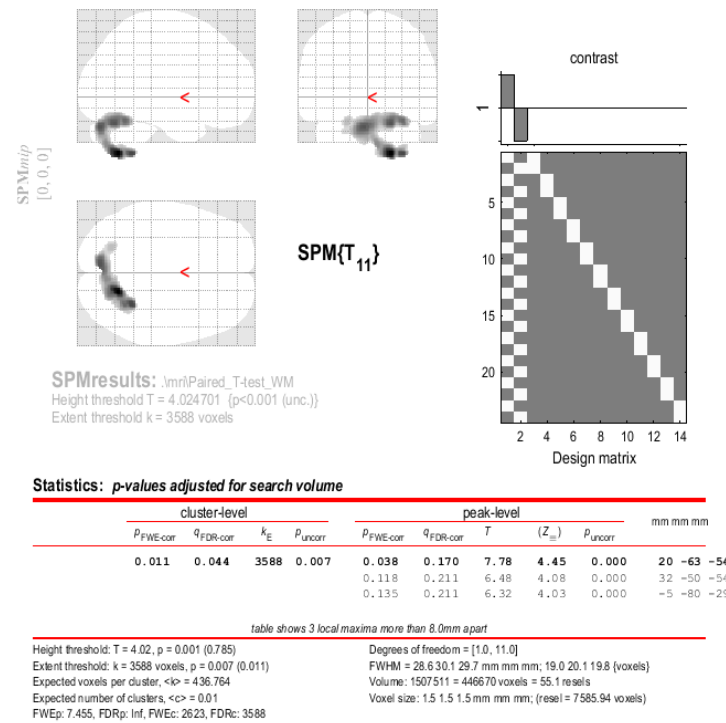 contrast
1
SPMmip
[0, 0, 0]
<
<
<
SPM{T11}
5
10
15
20
2 4 6 8 10 12 14
Design matrix
SPMresults: .\mri\Paired_T-test_WM
Height threshold T = 4.024701 {p<0.001 (unc.)}
Extent threshold k = 3588 voxels
Statistics: p-values adjusted for search volume
cluster-level peak-level mm mm mm
pFWE-corr qFDR-corr kE puncorr pFWE-corr qFDR-corr T (Z≡) puncorr
0.011 0.044 3588 0.007 0.038 0.170 7.78 4.45 0.000 20 -63 -54
0.118 0.211 6.48 4.08 0.000 32 -50 -54
0.135 0.211 6.32 4.03 0.000 -5 -80 -29
table shows 3 local maxima more than 8.0mm apart
Height threshold: T = 4.02, p = 0.001 (0.785)
Extent threshold: k = 3588 voxels, p = 0.007 (0.011)
Expected voxels per cluster, <k> = 436.764
Expected number of clusters, <c> = 0.01
FWEp: 7.455, FDRp: Inf, FWEc: 2623, FDRc: 3588
Degrees of freedom = [1.0, 11.0]
FWHM = 28.6 30.1 29.7 mm mm mm; 19.0 20.1 19.8 {voxels}
Volume: 1507511 = 446670 voxels = 55.1 resels
Voxel size: 1.5 1.5 1.5 mm mm mm; (resel = 7585.94 voxels)